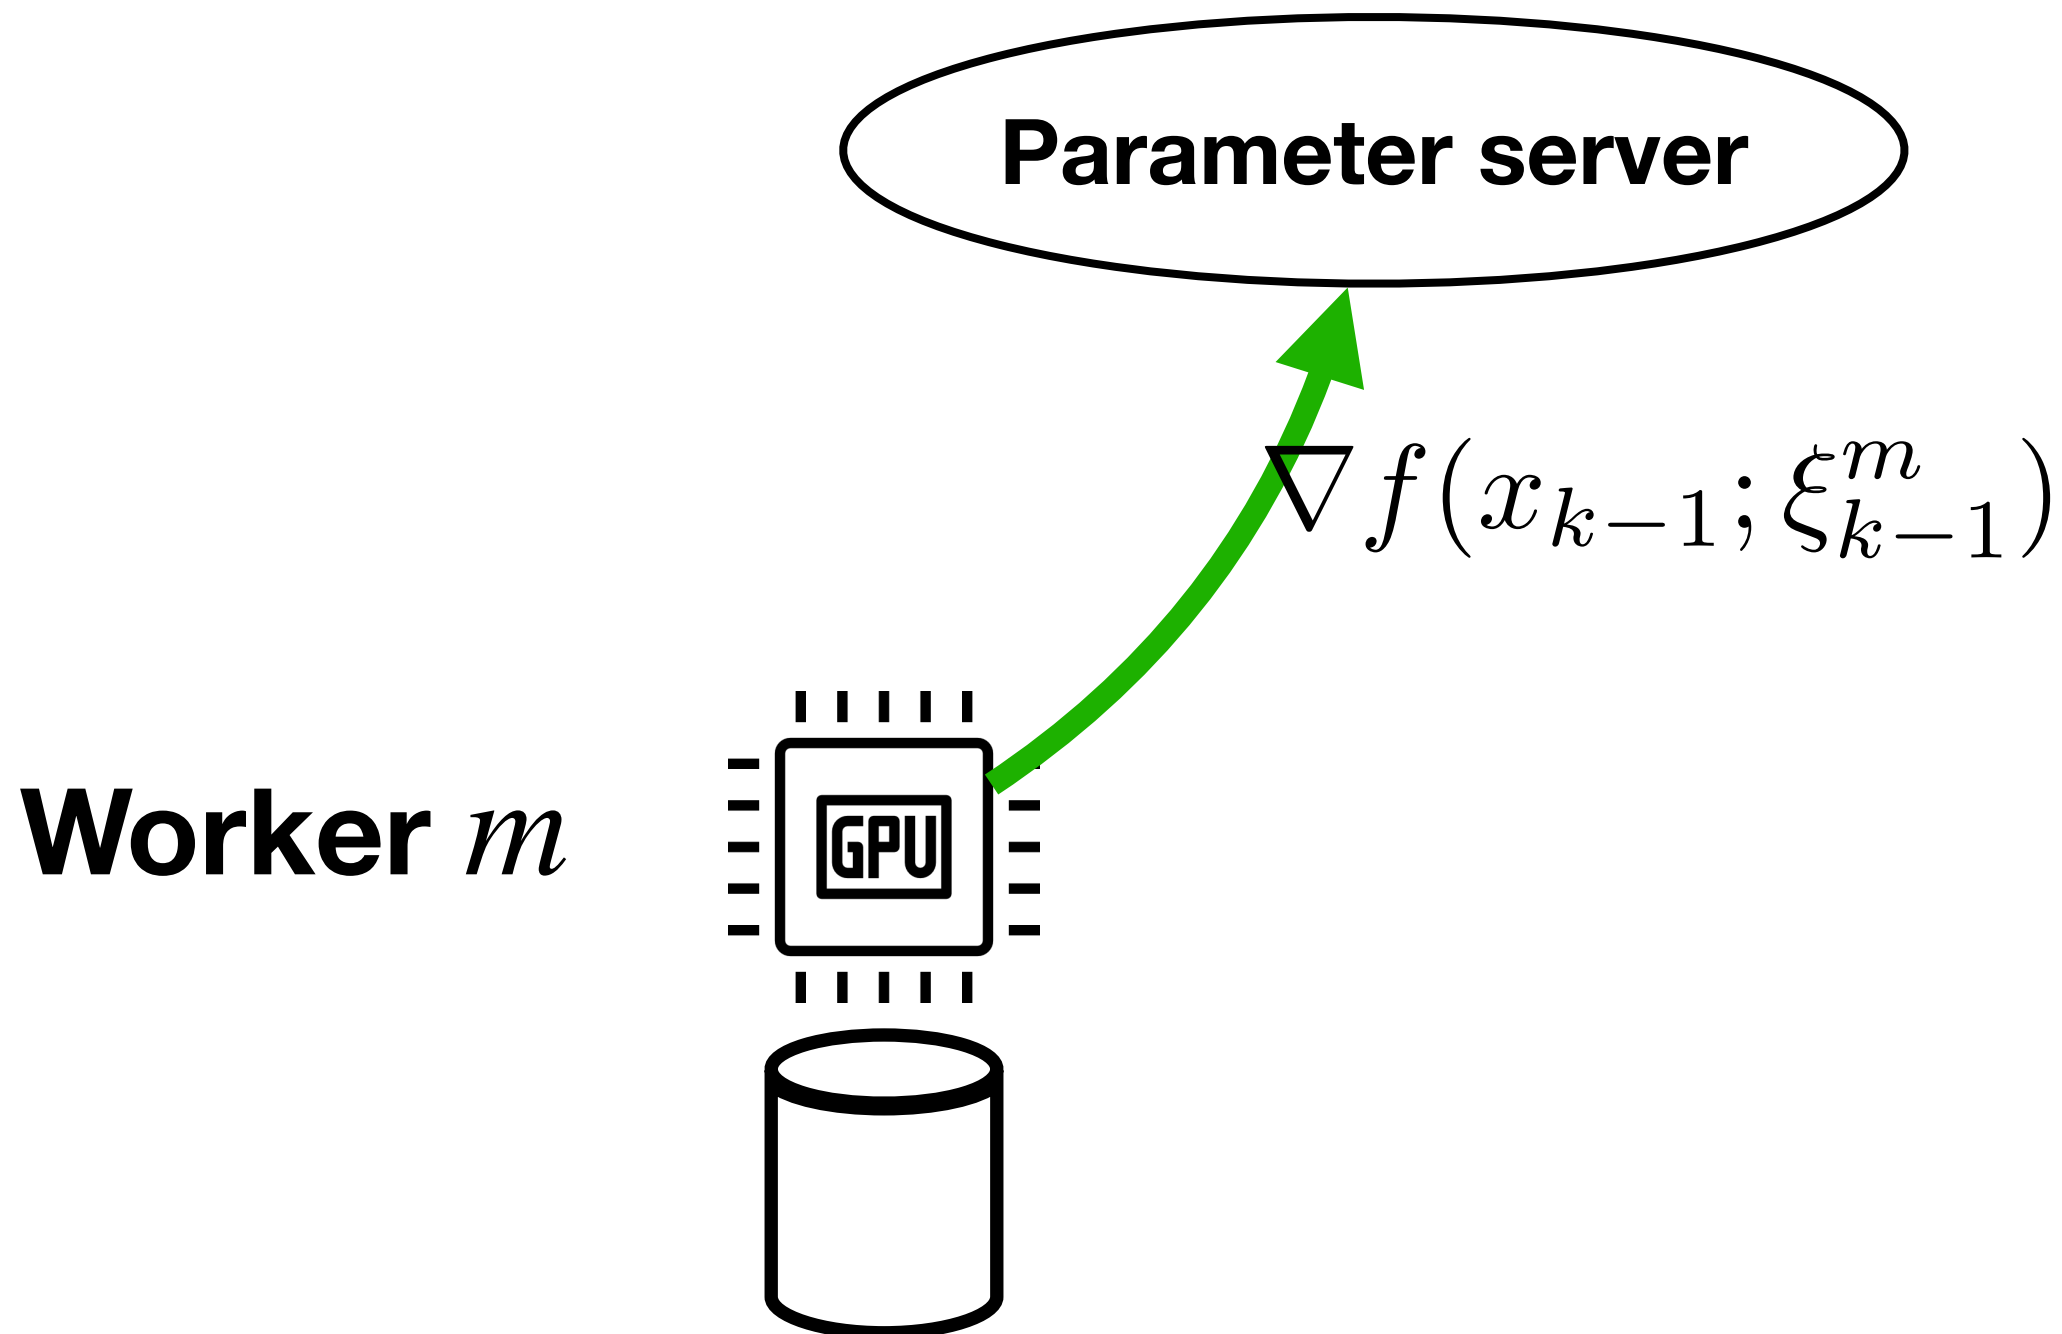 Parameter server
∇f(x_{k−1}; ξ^m_{k−1})
Worker m
GPU